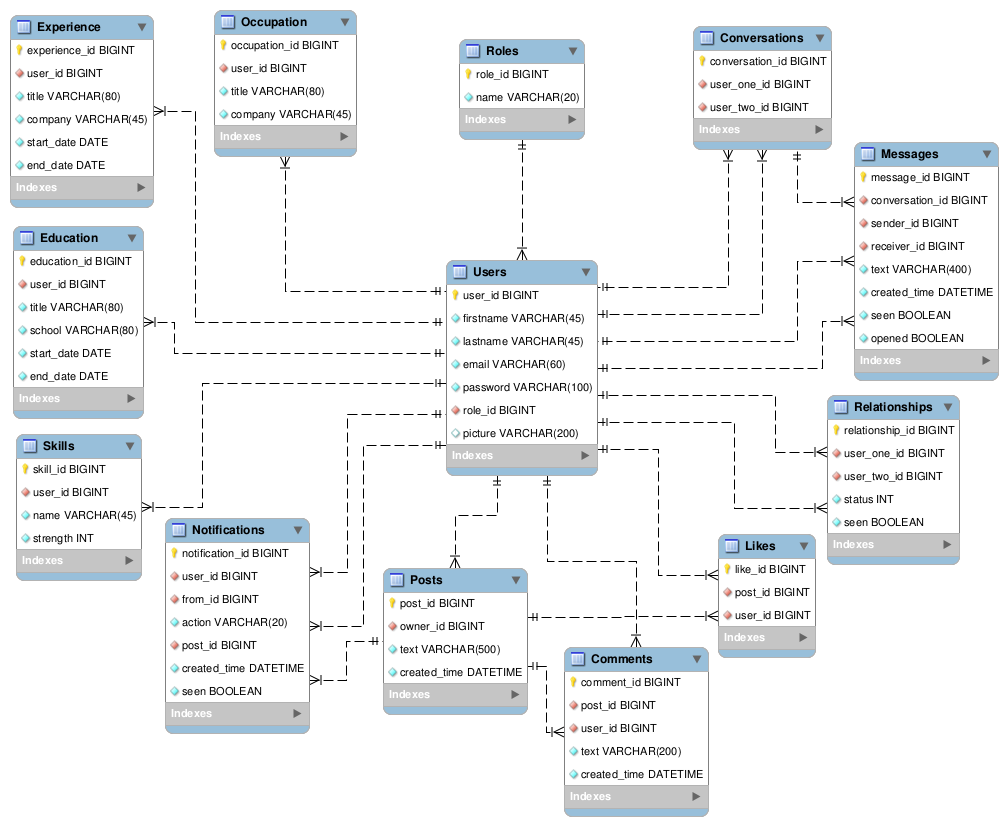 Experience
experience_id BIGINT
user_id BIGINT
title VARCHAR(80)
company VARCHAR(45)
start_date DATE
end_date DATE
Indexes
Occupation
occupation_id BIGINT
user_id BIGINT
title VARCHAR(80)
company VARCHAR(45)
Indexes
Roles
role_id BIGINT
name VARCHAR(20)
Indexes
Conversations
conversation_id BIGINT
user_one_id BIGINT
user_two_id BIGINT
Indexes
Messages
message_id BIGINT
conversation_id BIGINT
sender_id BIGINT
receiver_id BIGINT
text VARCHAR(400)
created_time DATETIME
seen BOOLEAN
opened BOOLEAN
Indexes
Education
education_id BIGINT
user_id BIGINT
title VARCHAR(80)
school VARCHAR(80)
start_date DATE
end_date DATE
Indexes
Users
user_id BIGINT
firstname VARCHAR(45)
lastname VARCHAR(45)
email VARCHAR(60)
password VARCHAR(100)
role_id BIGINT
picture VARCHAR(200)
Indexes
Relationships
relationship_id BIGINT
user_one_id BIGINT
user_two_id BIGINT
status INT
seen BOOLEAN
Indexes
Skills
skill_id BIGINT
user_id BIGINT
name VARCHAR(45)
strength INT
Indexes
Notifications
notification_id BIGINT
user_id BIGINT
from_id BIGINT
action VARCHAR(20)
post_id BIGINT
created_time DATETIME
seen BOOLEAN
Indexes
Posts
post_id BIGINT
owner_id BIGINT
text VARCHAR(500)
created_time DATETIME
Indexes
Likes
like_id BIGINT
post_id BIGINT
user_id BIGINT
Indexes
Comments
comment_id BIGINT
post_id BIGINT
user_id BIGINT
text VARCHAR(200)
created_time DATETIME
Indexes